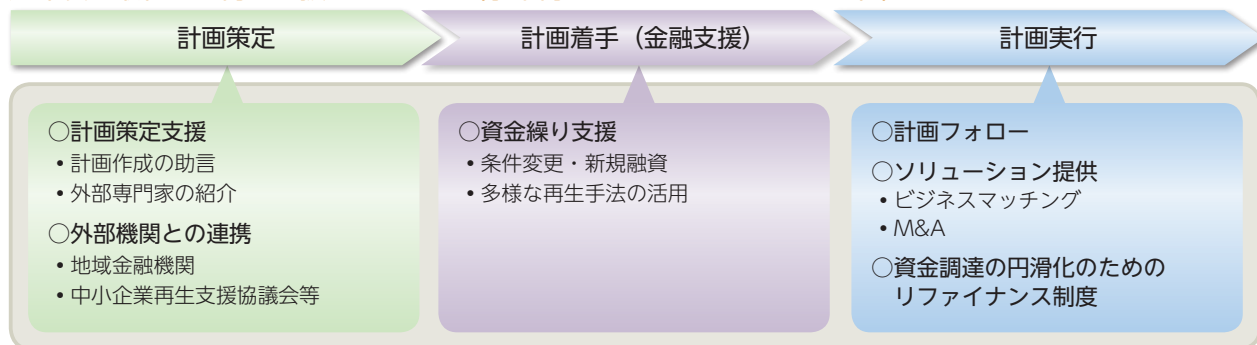 計画策定
計画着手（金融支援）
計画実行
○計画策定支援
• 計画作成の助言
• 外部専門家の紹介
○外部機関との連携
• 地域金融機関
• 中小企業再生支援協議会等
○資金繰り支援
• 条件変更・新規融資
• 多様な再生手法の活用
○計画フォロー
○ソリューション提供
• ビジネスマッチング
• M&A
○資金調達の円滑化のための
リファイナンス制度